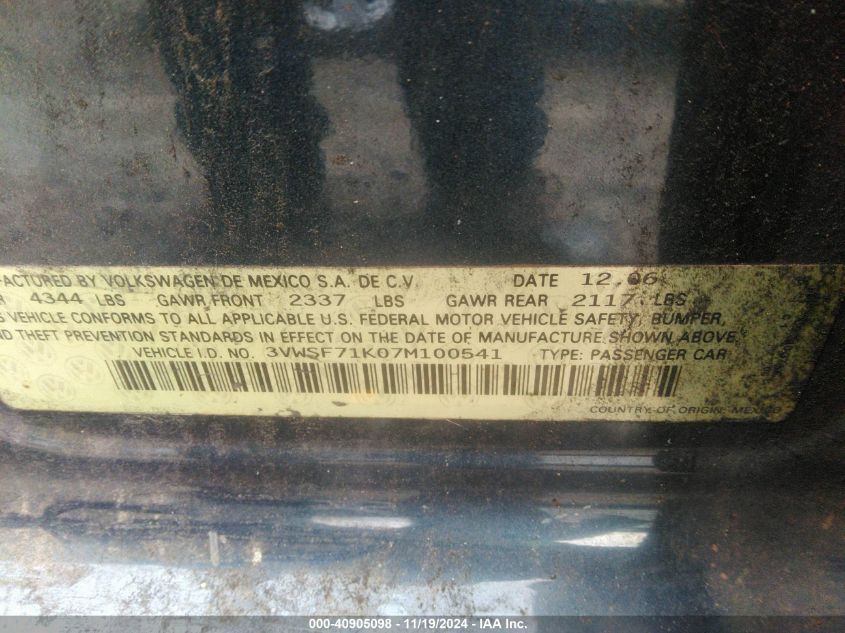 FACTURED BY VOLKSWAGEN DE MEXICO S.A. DE C.V. DATE 12.06
R 4344 LBS GAWR FRONT 2337 LBS GAWR REAR 2117 LBS
S VEHICLE CONFORMS TO ALL APPLICABLE U.S. FEDERAL MOTOR VEHICLE SAFETY, BUMPER,
ND THEFT PREVENTION STANDARDS IN EFFECT ON THE DATE OF MANUFACTURE SHOWN ABOVE.
VEHICLE I.D. NO. 3VWSF71K07M100541 TYPE: PASSENGER CAR
COUNTRY OF ORIGIN: MEXICO
000-40905098 - 11/19/2024 - IAA Inc.